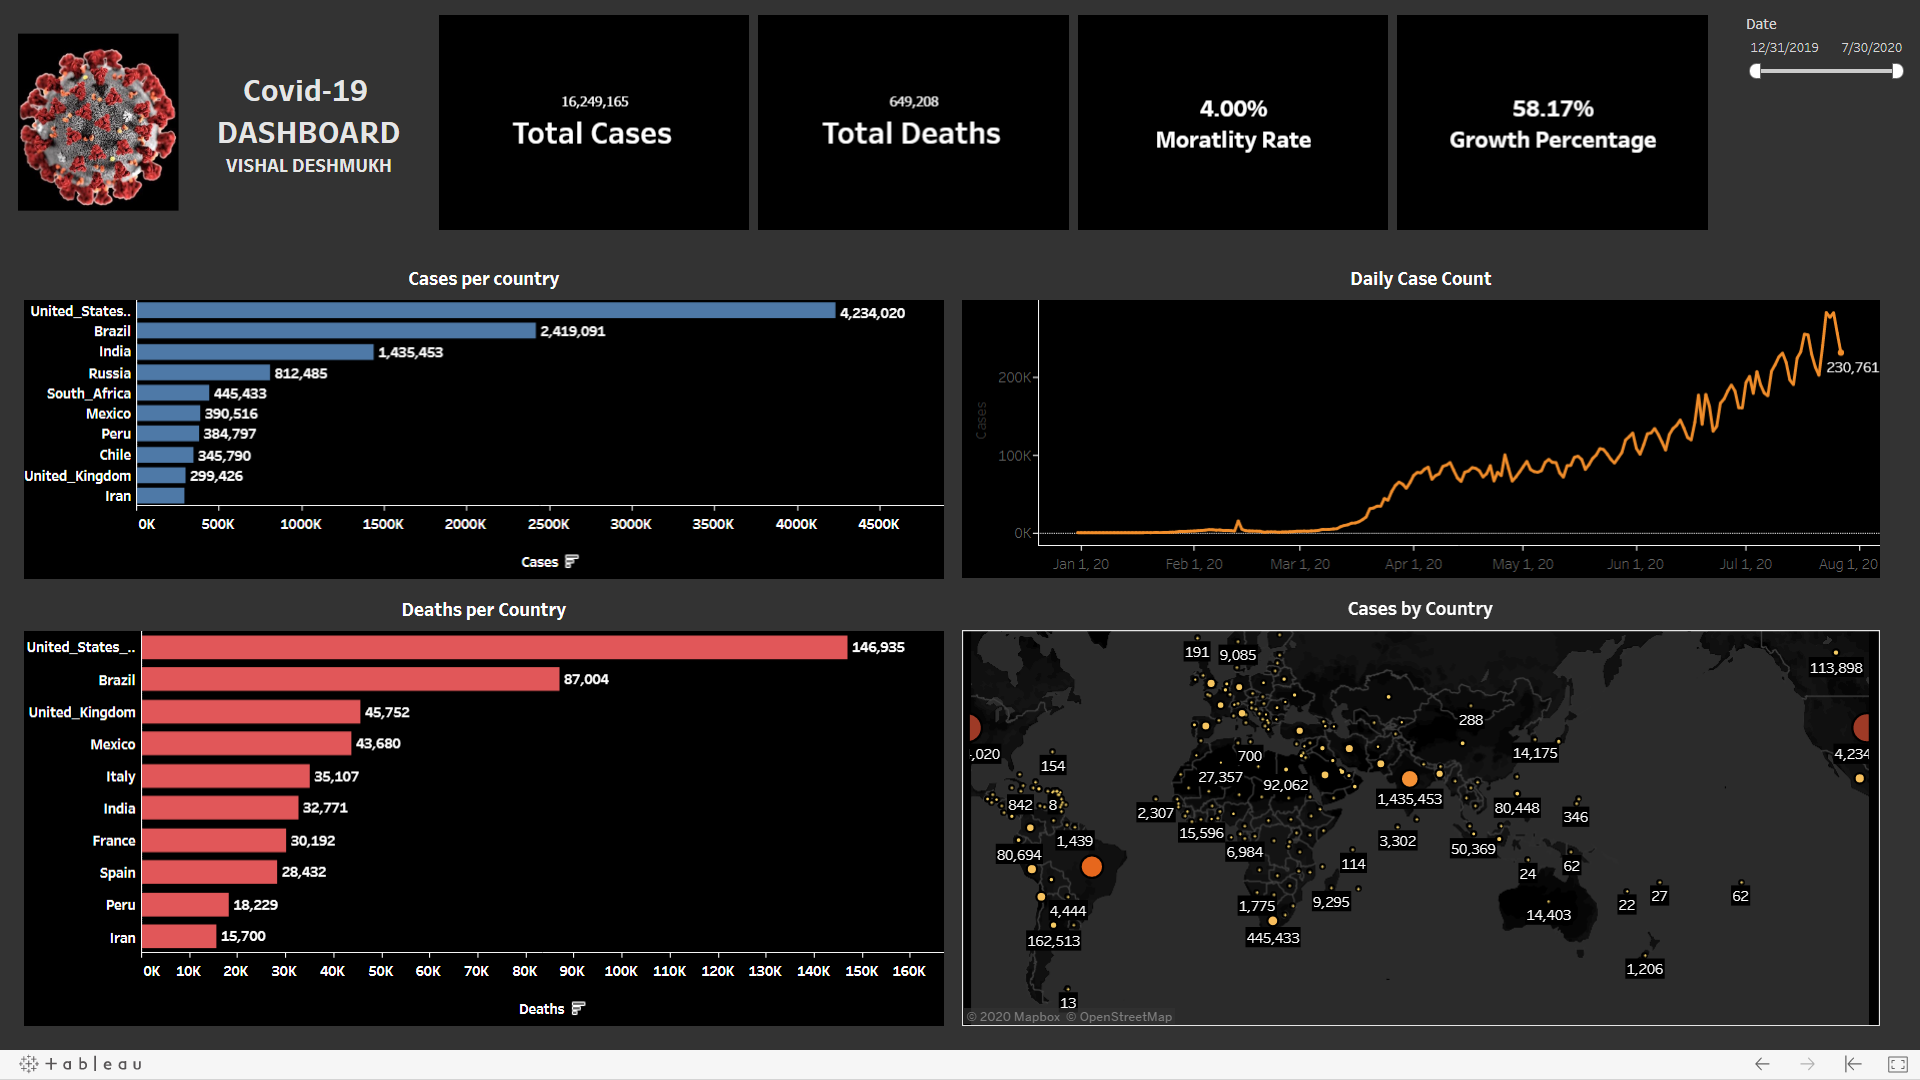 Covid-19
DASHBOARD
VISHAL DESHMUKH
16,249,165
Total Cases
649,208
Total Deaths
4.00%
Moratlity Rate
58.17%
Growth Percentage
Date
12/31/2019 7/30/2020
Cases per country
United_States.. 4,234,020
Brazil 2,419,091
India 1,435,453
Russia 812,485
South_Africa 445,433
Mexico 390,516
Peru 384,797
Chile 345,790
United_Kingdom 299,426
Iran
0K 500K 1000K 1500K 2000K 2500K 3000K 3500K 4000K 4500K
Cases
Daily Case Count
Cases
200K
100K
0K
230,761
Jan 1, 20 Feb 1, 20 Mar 1, 20 Apr 1, 20 May 1, 20 Jun 1, 20 Jul 1, 20 Aug 1, 20
Deaths per Country
United_States_.. 146,935
Brazil 87,004
United_Kingdom 45,752
Mexico 43,680
Italy 35,107
India 32,771
France 30,192
Spain 28,432
Peru 18,229
Iran 15,700
0K 10K 20K 30K 40K 50K 60K 70K 80K 90K 100K 110K 120K 130K 140K 150K 160K
Deaths
Cases by Country
191 9,085
113,898
288
,020 700 14,175 4,234
154 27,357 92,062
842 8 2,307 1,435,453 80,448 346
15,596
1,439 3,302
80,694 6,984 50,369
114 62
24
4,444 1,775 9,295 14,403 22 27 62
162,513 445,433
1,206
13
© 2020 Mapbox © OpenStreetMap
+ a b | e a u